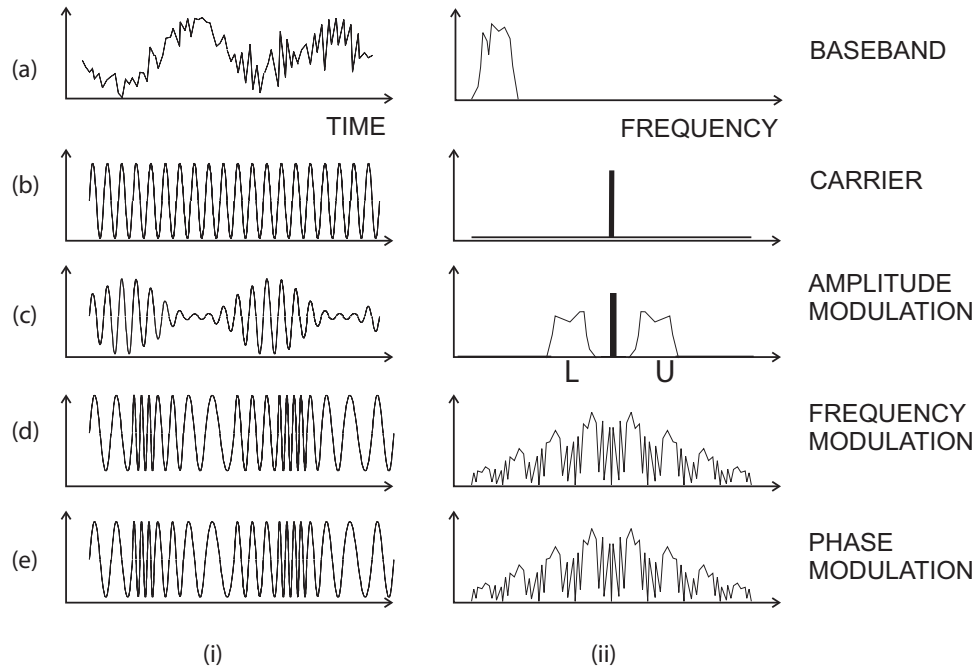 (a)
BASEBAND
TIME
FREQUENCY
(b)
CARRIER
(c)
AMPLITUDE
MODULATION
L
U
(d)
FREQUENCY
MODULATION
(e)
PHASE
MODULATION
(i)
(ii)